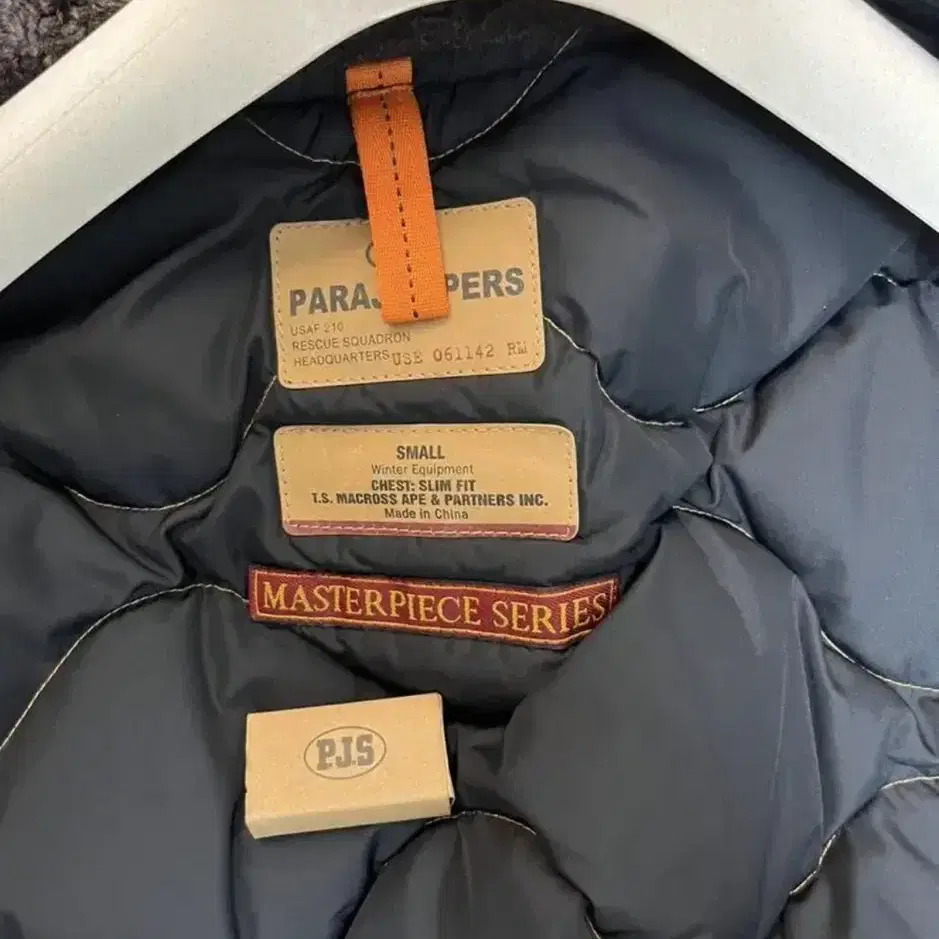 PARAJ PERS
USAF 210
RESCUE SQUADRON
HEADQUARTERS USE 061142 RM
SMALL
Winter Equipment
CHEST: SLIM FIT
T.S. MACROSS APE & PARTNERS INC.
Made in China
MASTERPIECE SERIES
P.J.S